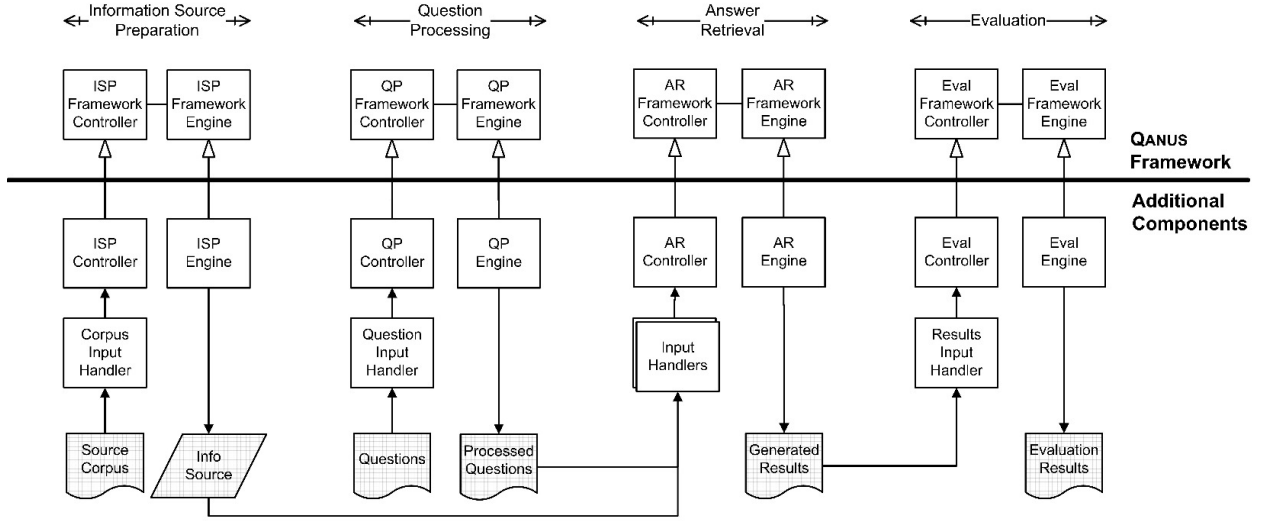 Information Source
Preparation
Question
Processing
Answer
Retrieval
Evaluation
ISP
Framework
Controller
ISP
Framework
Engine
QP
Framework
Controller
QP
Framework
Engine
AR
Framework
Controller
AR
Framework
Engine
Eval
Framework
Controller
Eval
Framework
Engine
QANUS
Framework
Additional
Components
ISP
Controller
ISP
Engine
QP
Controller
QP
Engine
AR
Controller
AR
Engine
Eval
Controller
Eval
Engine
Corpus
Input
Handler
Question
Input
Handler
Input
Handlers
Results
Input
Handler
Source
Corpus
Info
Source
Questions
Processed
Questions
Generated
Results
Evaluation
Results